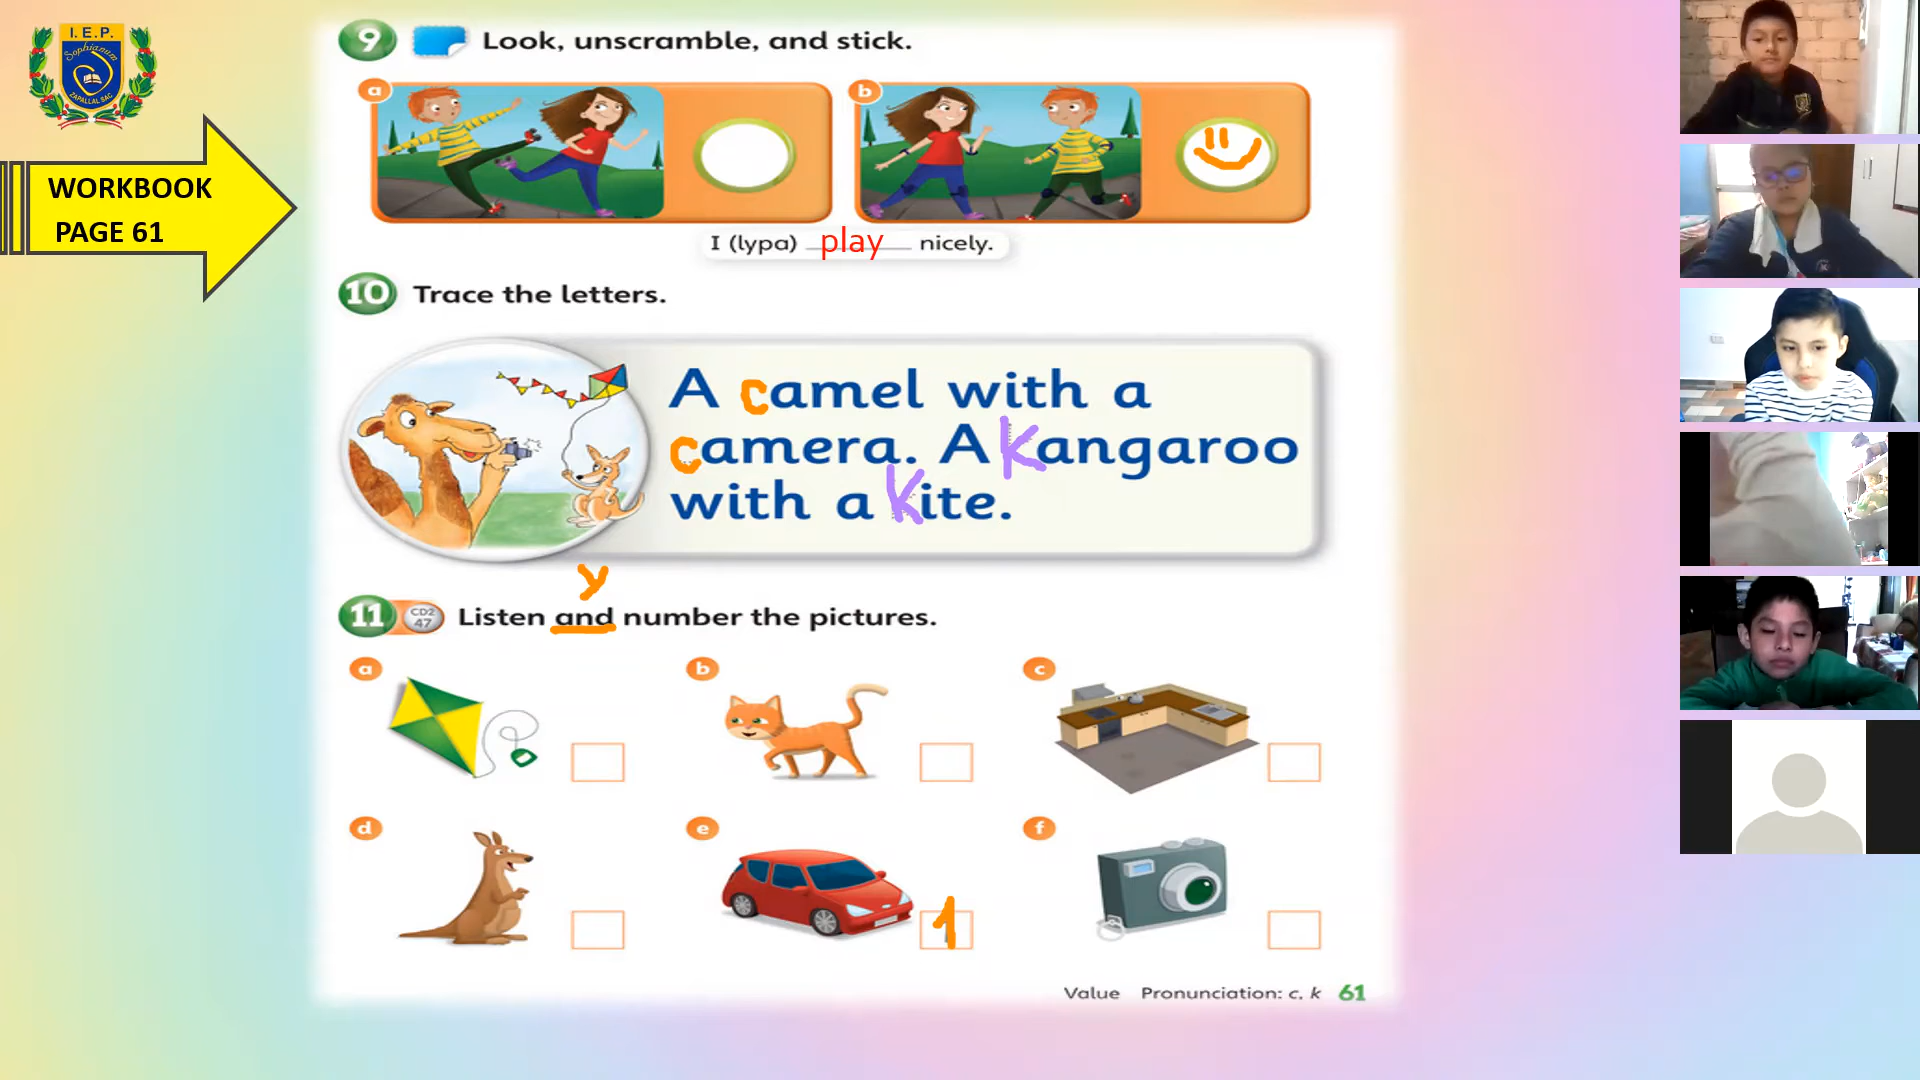 I.E.P.
Sophianum
ZAPALLAL SAC
WORKBOOK
PAGE 61
9 Look, unscramble, and stick.
a
b
I (lypa) play nicely.
10 Trace the letters.
A camel with a
camera. A Kangaroo
with a Kite.
y
11 CD2 47 Listen and number the pictures.
a
b
c
d
e
f
1
Value Pronunciation: c, k 61